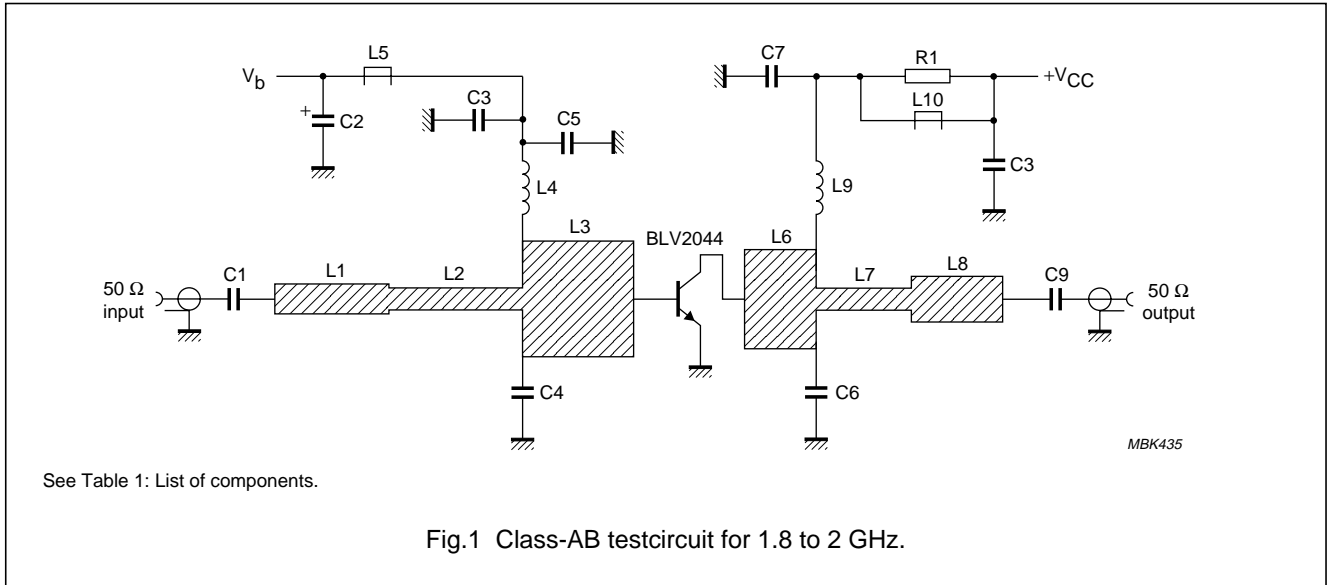 C7
R1
L5
Vb
+VCC
C3
L10
+
C2
C5
C3
L4
L9
L3
BLV2044
L6
L1
L2
L7
L8
C1
C9
50 Ω
input
50 Ω
output
C4
C6
MBK435
See Table 1: List of components.
Fig.1 Class-AB testcircuit for 1.8 to 2 GHz.